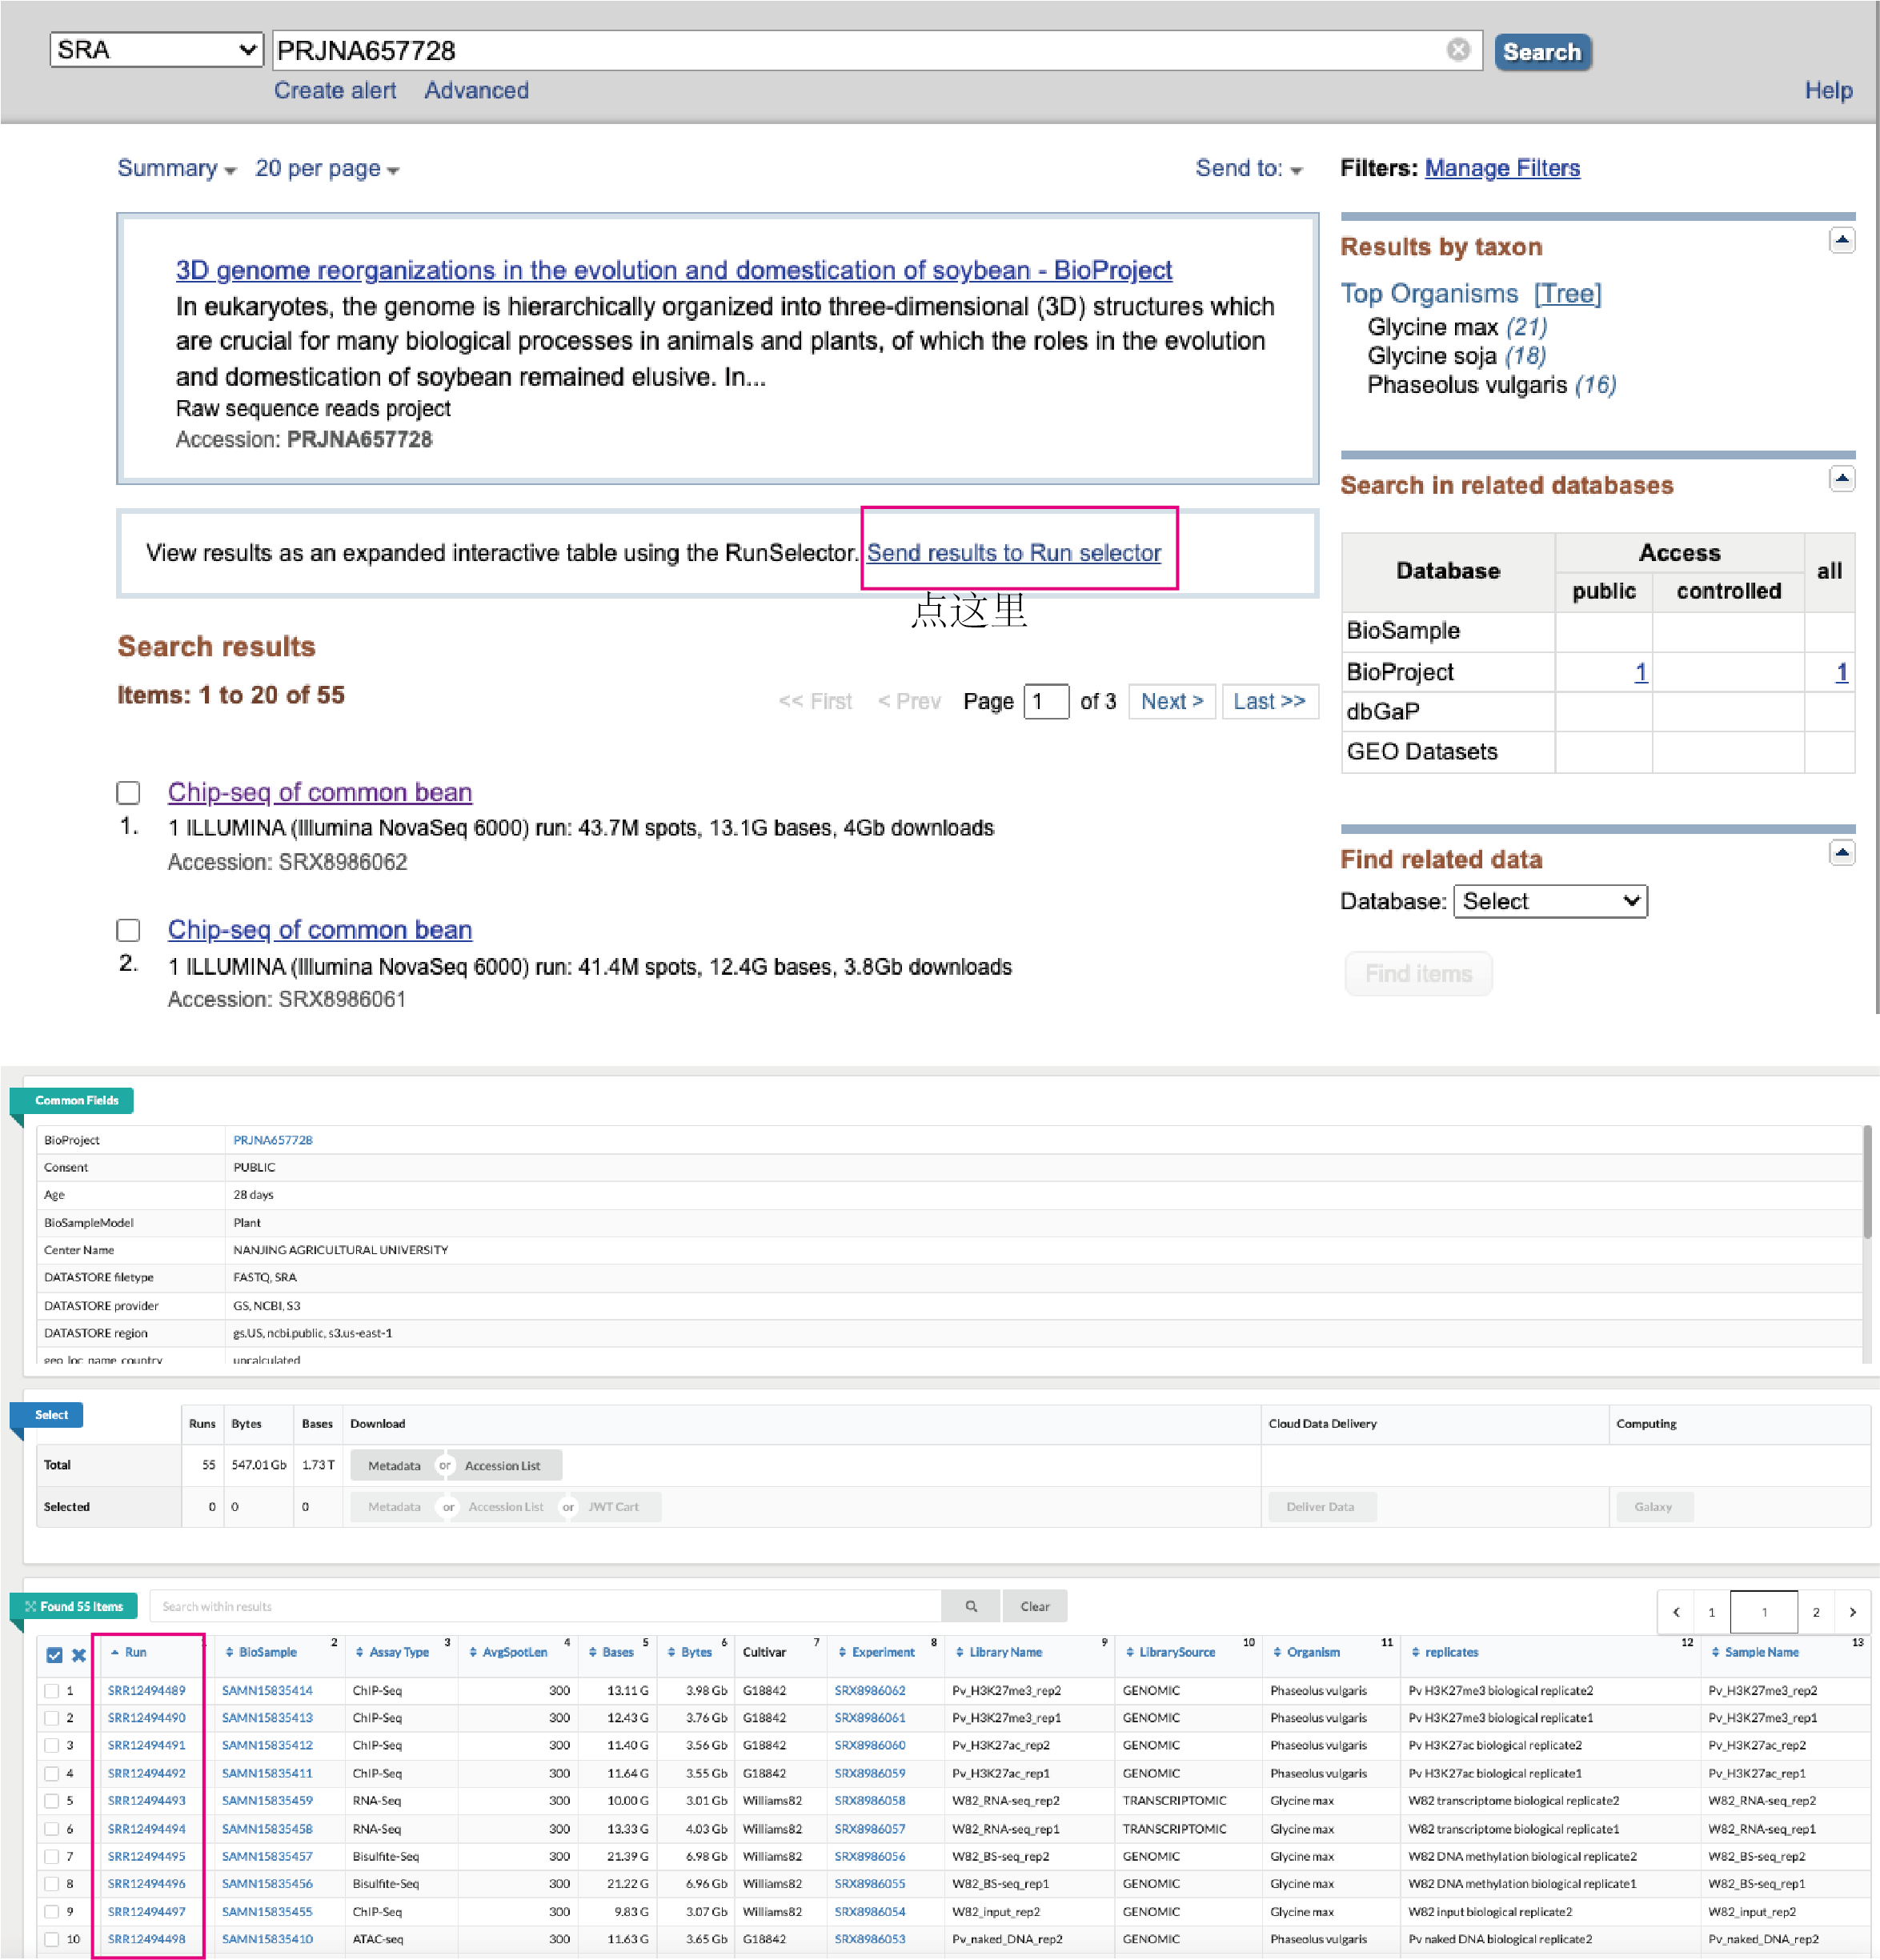 SRA PRJNA657728 Search
Create alert Advanced Help
Summary 20 per page Send to: Filters: Manage Filters
3D genome reorganizations in the evolution and domestication of soybean - BioProject
In eukaryotes, the genome is hierarchically organized into three-dimensional (3D) structures which
are crucial for many biological processes in animals and plants, of which the roles in the evolution
and domestication of soybean remained elusive. In...
Raw sequence reads project
Accession: PRJNA657728
View results as an expanded interactive table using the RunSelector. Send results to Run selector
点这里
Search results
Items: 1 to 20 of 55
<< First < Prev Page 1 of 3 Next > Last >>
Chip-seq of common bean
1. 1 ILLUMINA (Illumina NovaSeq 6000) run: 43.7M spots, 13.1G bases, 4Gb downloads
Accession: SRX8986062
Chip-seq of common bean
2. 1 ILLUMINA (Illumina NovaSeq 6000) run: 41.4M spots, 12.4G bases, 3.8Gb downloads
Accession: SRX8986061
Results by taxon
Top Organisms [Tree]
Glycine max (21)
Glycine soja (18)
Phaseolus vulgaris (16)
Search in related databases
Database Access all
public controlled
BioSample
BioProject 1 1
dbGaP
GEO Datasets
Find related data
Database: Select
Find items
Common Fields
BioProject PRJNA657728
Consent PUBLIC
Age 28 days
BioSampleModel Plant
Center Name NANJING AGRICULTURAL UNIVERSITY
DATASTORE filetype FASTQ, SRA
DATASTORE provider GS, NCBI, S3
DATASTORE region gs.US, ncbi.public, s3.us-east-1
geo_loc_name_country uncalculated
Select
Runs Bytes Bases Download Cloud Data Delivery Computing
Total 55 547.01 Gb 1.73 T Metadata or Accession List
Selected 0 0 0 Metadata or Accession List or JWT Cart Deliver Data Galaxy
Found 55 Items Search within results Clear 1 1 2
Run 1 BioSample 2 Assay Type 3 AvgSpotLen 4 Bases 5 Bytes 6 Cultivar 7 Experiment 8 Library Name 9 LibrarySource 10 Organism 11 replicates 12 Sample Name 13
1 SRR12494489 SAMN15835414 ChIP-Seq 300 13.11 G 3.98 Gb G18842 SRX8986062 Pv_H3K27me3_rep2 GENOMIC Phaseolus vulgaris Pv H3K27me3 biological replicate2 Pv_H3K27me3_rep2
2 SRR12494490 SAMN15835413 ChIP-Seq 300 12.43 G 3.76 Gb G18842 SRX8986061 Pv_H3K27me3_rep1 GENOMIC Phaseolus vulgaris Pv H3K27me3 biological replicate1 Pv_H3K27me3_rep1
3 SRR12494491 SAMN15835412 ChIP-Seq 300 11.40 G 3.56 Gb G18842 SRX8986060 Pv_H3K27ac_rep2 GENOMIC Phaseolus vulgaris Pv H3K27ac biological replicate2 Pv_H3K27ac_rep2
4 SRR12494492 SAMN15835411 ChIP-Seq 300 11.64 G 3.55 Gb G18842 SRX8986059 Pv_H3K27ac_rep1 GENOMIC Phaseolus vulgaris Pv H3K27ac biological replicate1 Pv_H3K27ac_rep1
5 SRR12494493 SAMN15835459 RNA-Seq 300 10.00 G 3.01 Gb Williams82 SRX8986058 W82_RNA-seq_rep2 TRANSCRIPTOMIC Glycine max W82 transcriptome biological replicate2 W82_RNA-seq_rep2
6 SRR12494494 SAMN15835458 RNA-Seq 300 13.33 G 4.03 Gb Williams82 SRX8986057 W82_RNA-seq_rep1 TRANSCRIPTOMIC Glycine max W82 transcriptome biological replicate1 W82_RNA-seq_rep1
7 SRR12494495 SAMN15835457 Bisulfite-Seq 300 21.39 G 6.98 Gb Williams82 SRX8986056 W82_BS-seq_rep2 GENOMIC Glycine max W82 DNA methylation biological replicate2 W82_BS-seq_rep2
8 SRR12494496 SAMN15835456 Bisulfite-Seq 300 21.22 G 6.96 Gb Williams82 SRX8986055 W82_BS-seq_rep1 GENOMIC Glycine max W82 DNA methylation biological replicate1 W82_BS-seq_rep1
9 SRR12494497 SAMN15835455 ChIP-Seq 300 9.83 G 3.07 Gb Williams82 SRX8986054 W82_input_rep2 GENOMIC Glycine max W82 input biological replicate2 W82_input_rep2
10 SRR12494498 SAMN15835410 ATAC-seq 300 11.63 G 3.65 Gb G18842 SRX8986053 Pv_naked_DNA_rep2 GENOMIC Phaseolus vulgaris Pv naked DNA biological replicate2 Pv_naked_DNA_rep2